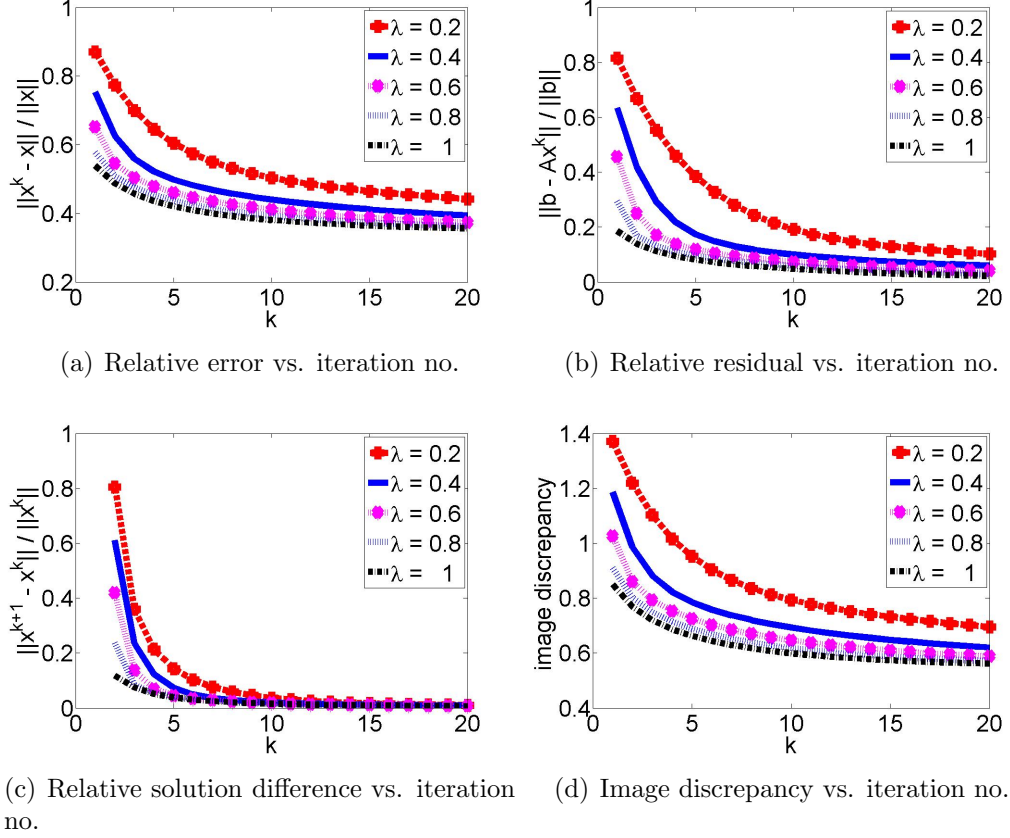 1
0.8
0.6
0.4
0.2
0
5
10
15
20
k
||x^k - x|| / ||x||
λ = 0.2
λ = 0.4
λ = 0.6
λ = 0.8
λ = 1
(a) Relative error vs. iteration no.
1
0.8
0.6
0.4
0.2
0
0
5
10
15
20
k
||b - Ax^k|| / ||b||
λ = 0.2
λ = 0.4
λ = 0.6
λ = 0.8
λ = 1
(b) Relative residual vs. iteration no.
1
0.8
0.6
0.4
0.2
0
0
5
10
15
20
k
||x^{k+1} - x^k|| / ||x^k||
λ = 0.2
λ = 0.4
λ = 0.6
λ = 0.8
λ = 1
(c) Relative solution difference vs. iteration
no.
1.4
1.2
1
0.8
0.6
0.4
0
5
10
15
20
k
image discrepancy
λ = 0.2
λ = 0.4
λ = 0.6
λ = 0.8
λ = 1
(d) Image discrepancy vs. iteration no.